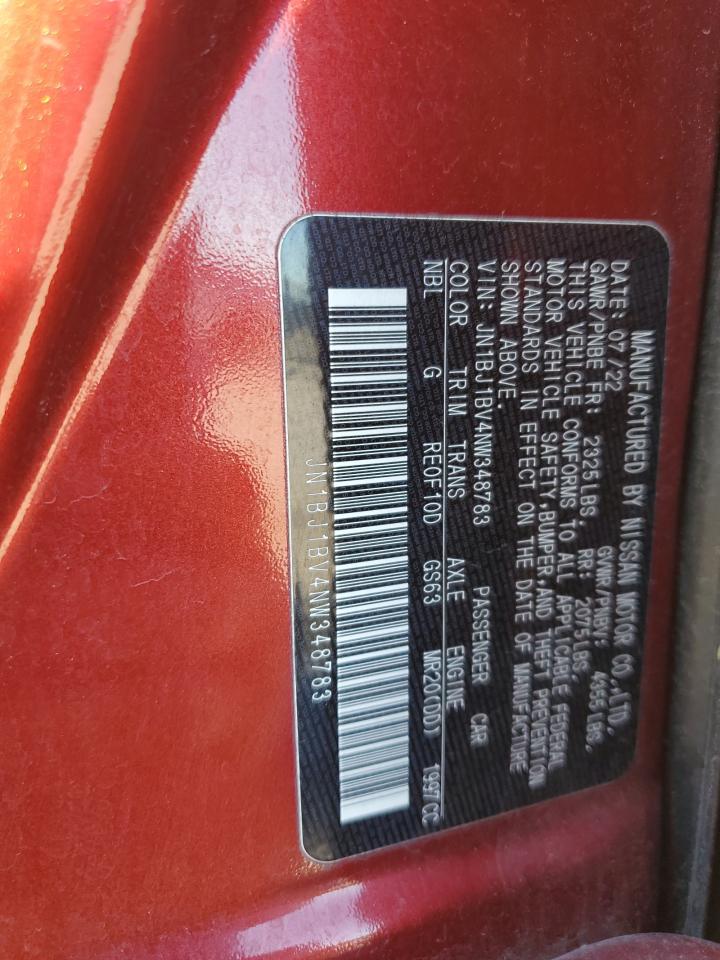 MANUFACTURED BY NISSAN MOTOR CO.,LTD.
DATE: 07/22 GVWR/PNBV: 4355 LBS.
GAWR/PNBE FR: 2325LBS. RR: 2075LBS.
THIS VEHICLE CONFORMS TO ALL APPLICABLE FEDERAL
MOTOR VEHICLE SAFETY,BUMPER,AND THEFT PREVENTION
STANDARDS IN EFFECT ON THE DATE OF MANUFACTURE
SHOWN ABOVE.
VIN: JN1BJ1BV4NW348783 PASSENGER CAR
COLOR TRIM TRANS AXLE ENGINE
NBL G RE0F10D GS63 MR20(DD) 1997CC
JN1BJ1BV4NW348783